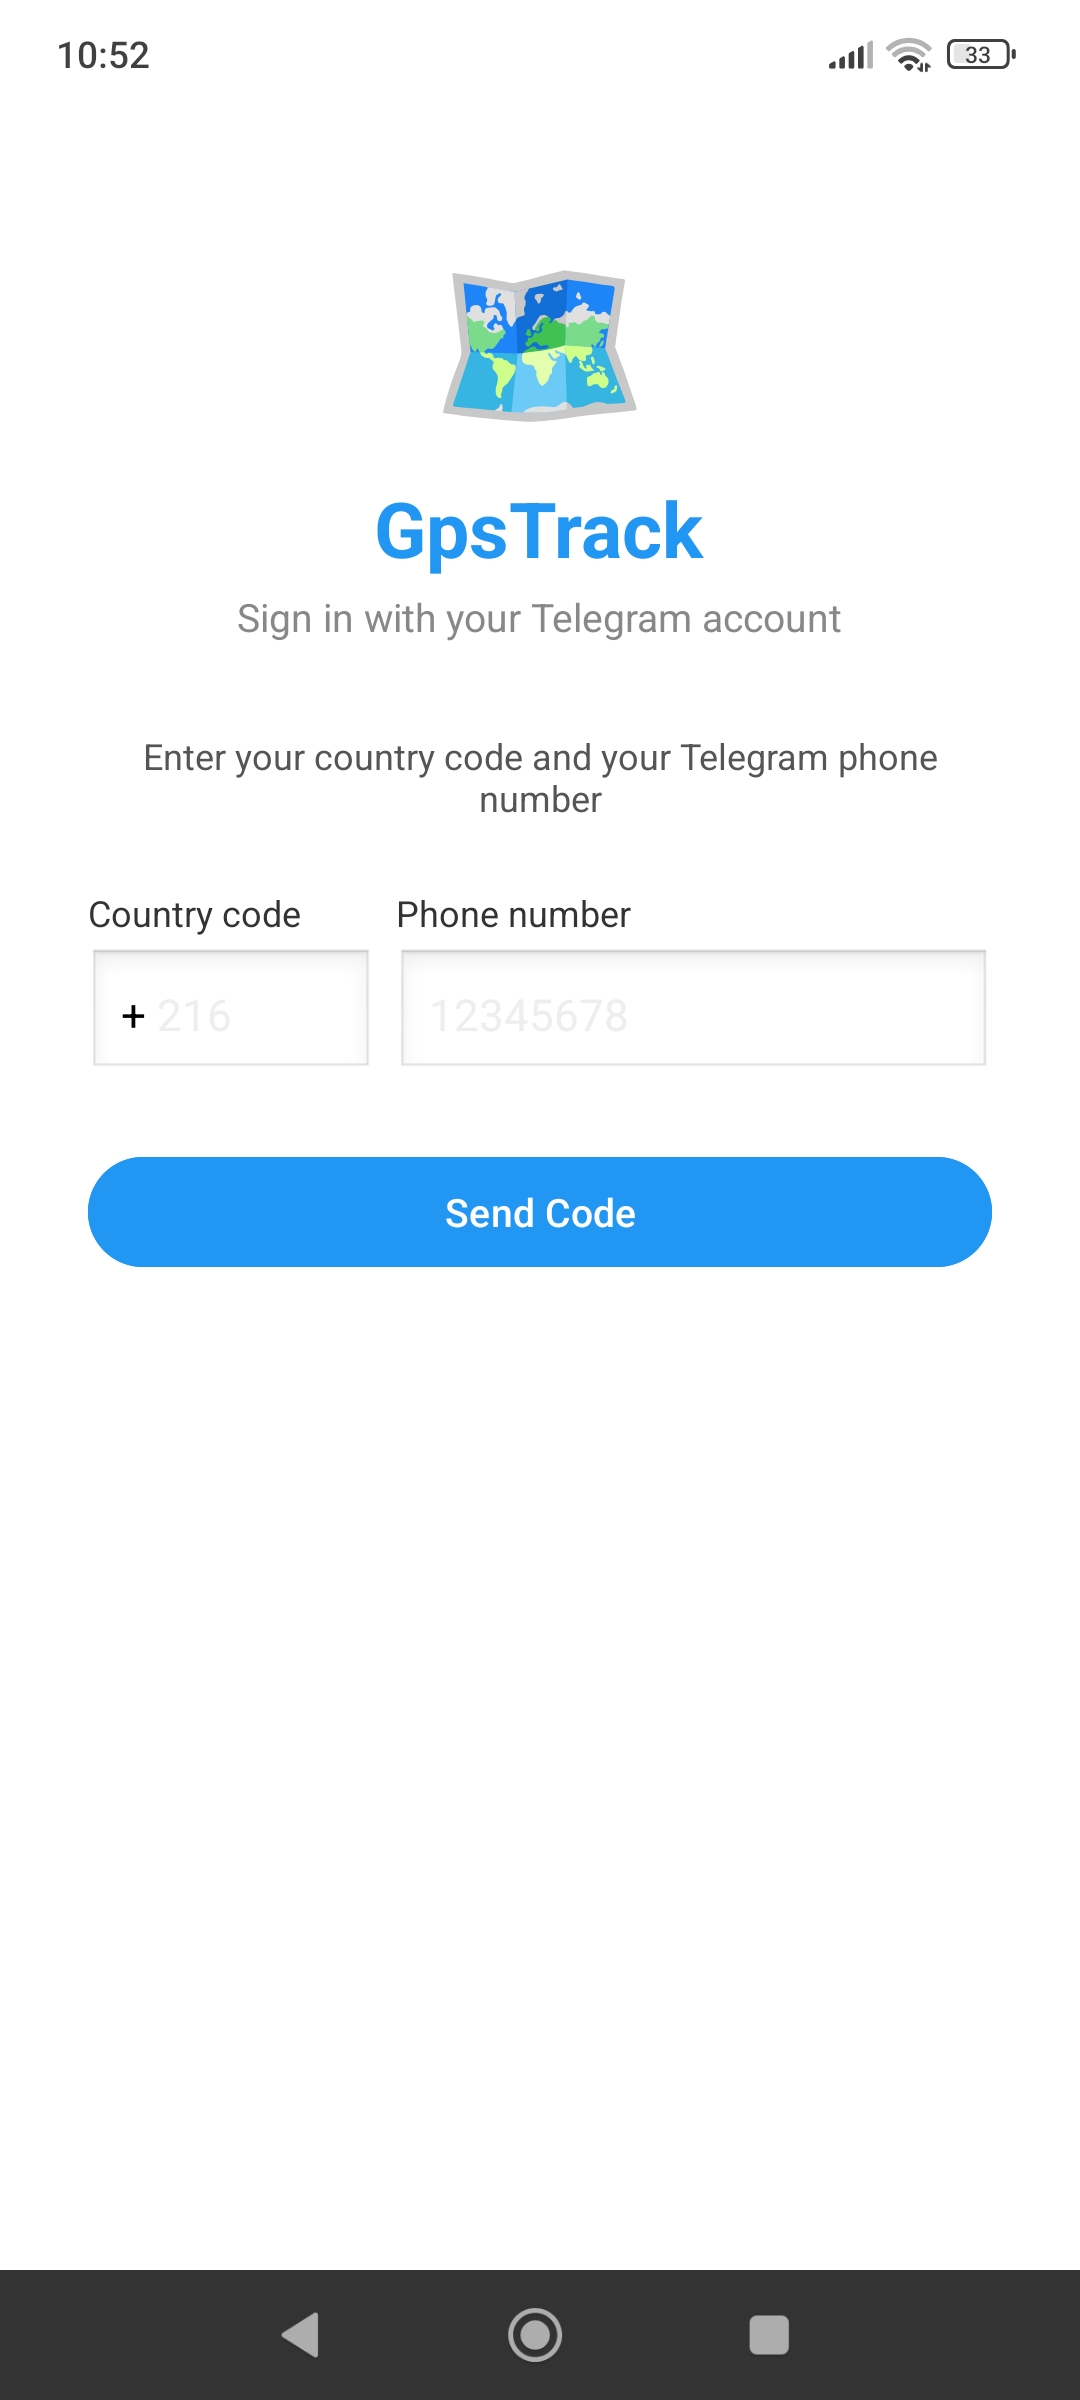 10:52
33
GpsTrack
Sign in with your Telegram account
Enter your country code and your Telegram phone
number
Country code Phone number
+ 216 12345678
Send Code